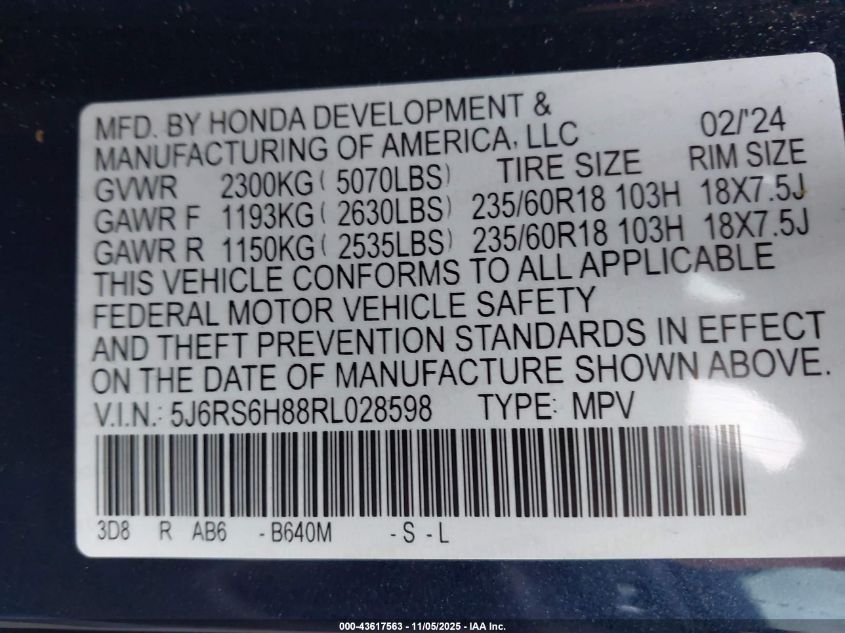 MFD. BY HONDA DEVELOPMENT &
MANUFACTURING OF AMERICA, LLC 02/'24
GVWR 2300KG ( 5070LBS) TIRE SIZE RIM SIZE
GAWR F 1193KG ( 2630LBS) 235/60R18 103H 18X7.5J
GAWR R 1150KG ( 2535LBS) 235/60R18 103H 18X7.5J
THIS VEHICLE CONFORMS TO ALL APPLICABLE
FEDERAL MOTOR VEHICLE SAFETY
AND THEFT PREVENTION STANDARDS IN EFFECT
ON THE DATE OF MANUFACTURE SHOWN ABOVE.
V.I.N.: 5J6RS6H88RL028598 TYPE: MPV
3D8 R AB6 -B640M -S -L
000-43617563 - 11/05/2025 - IAA Inc.